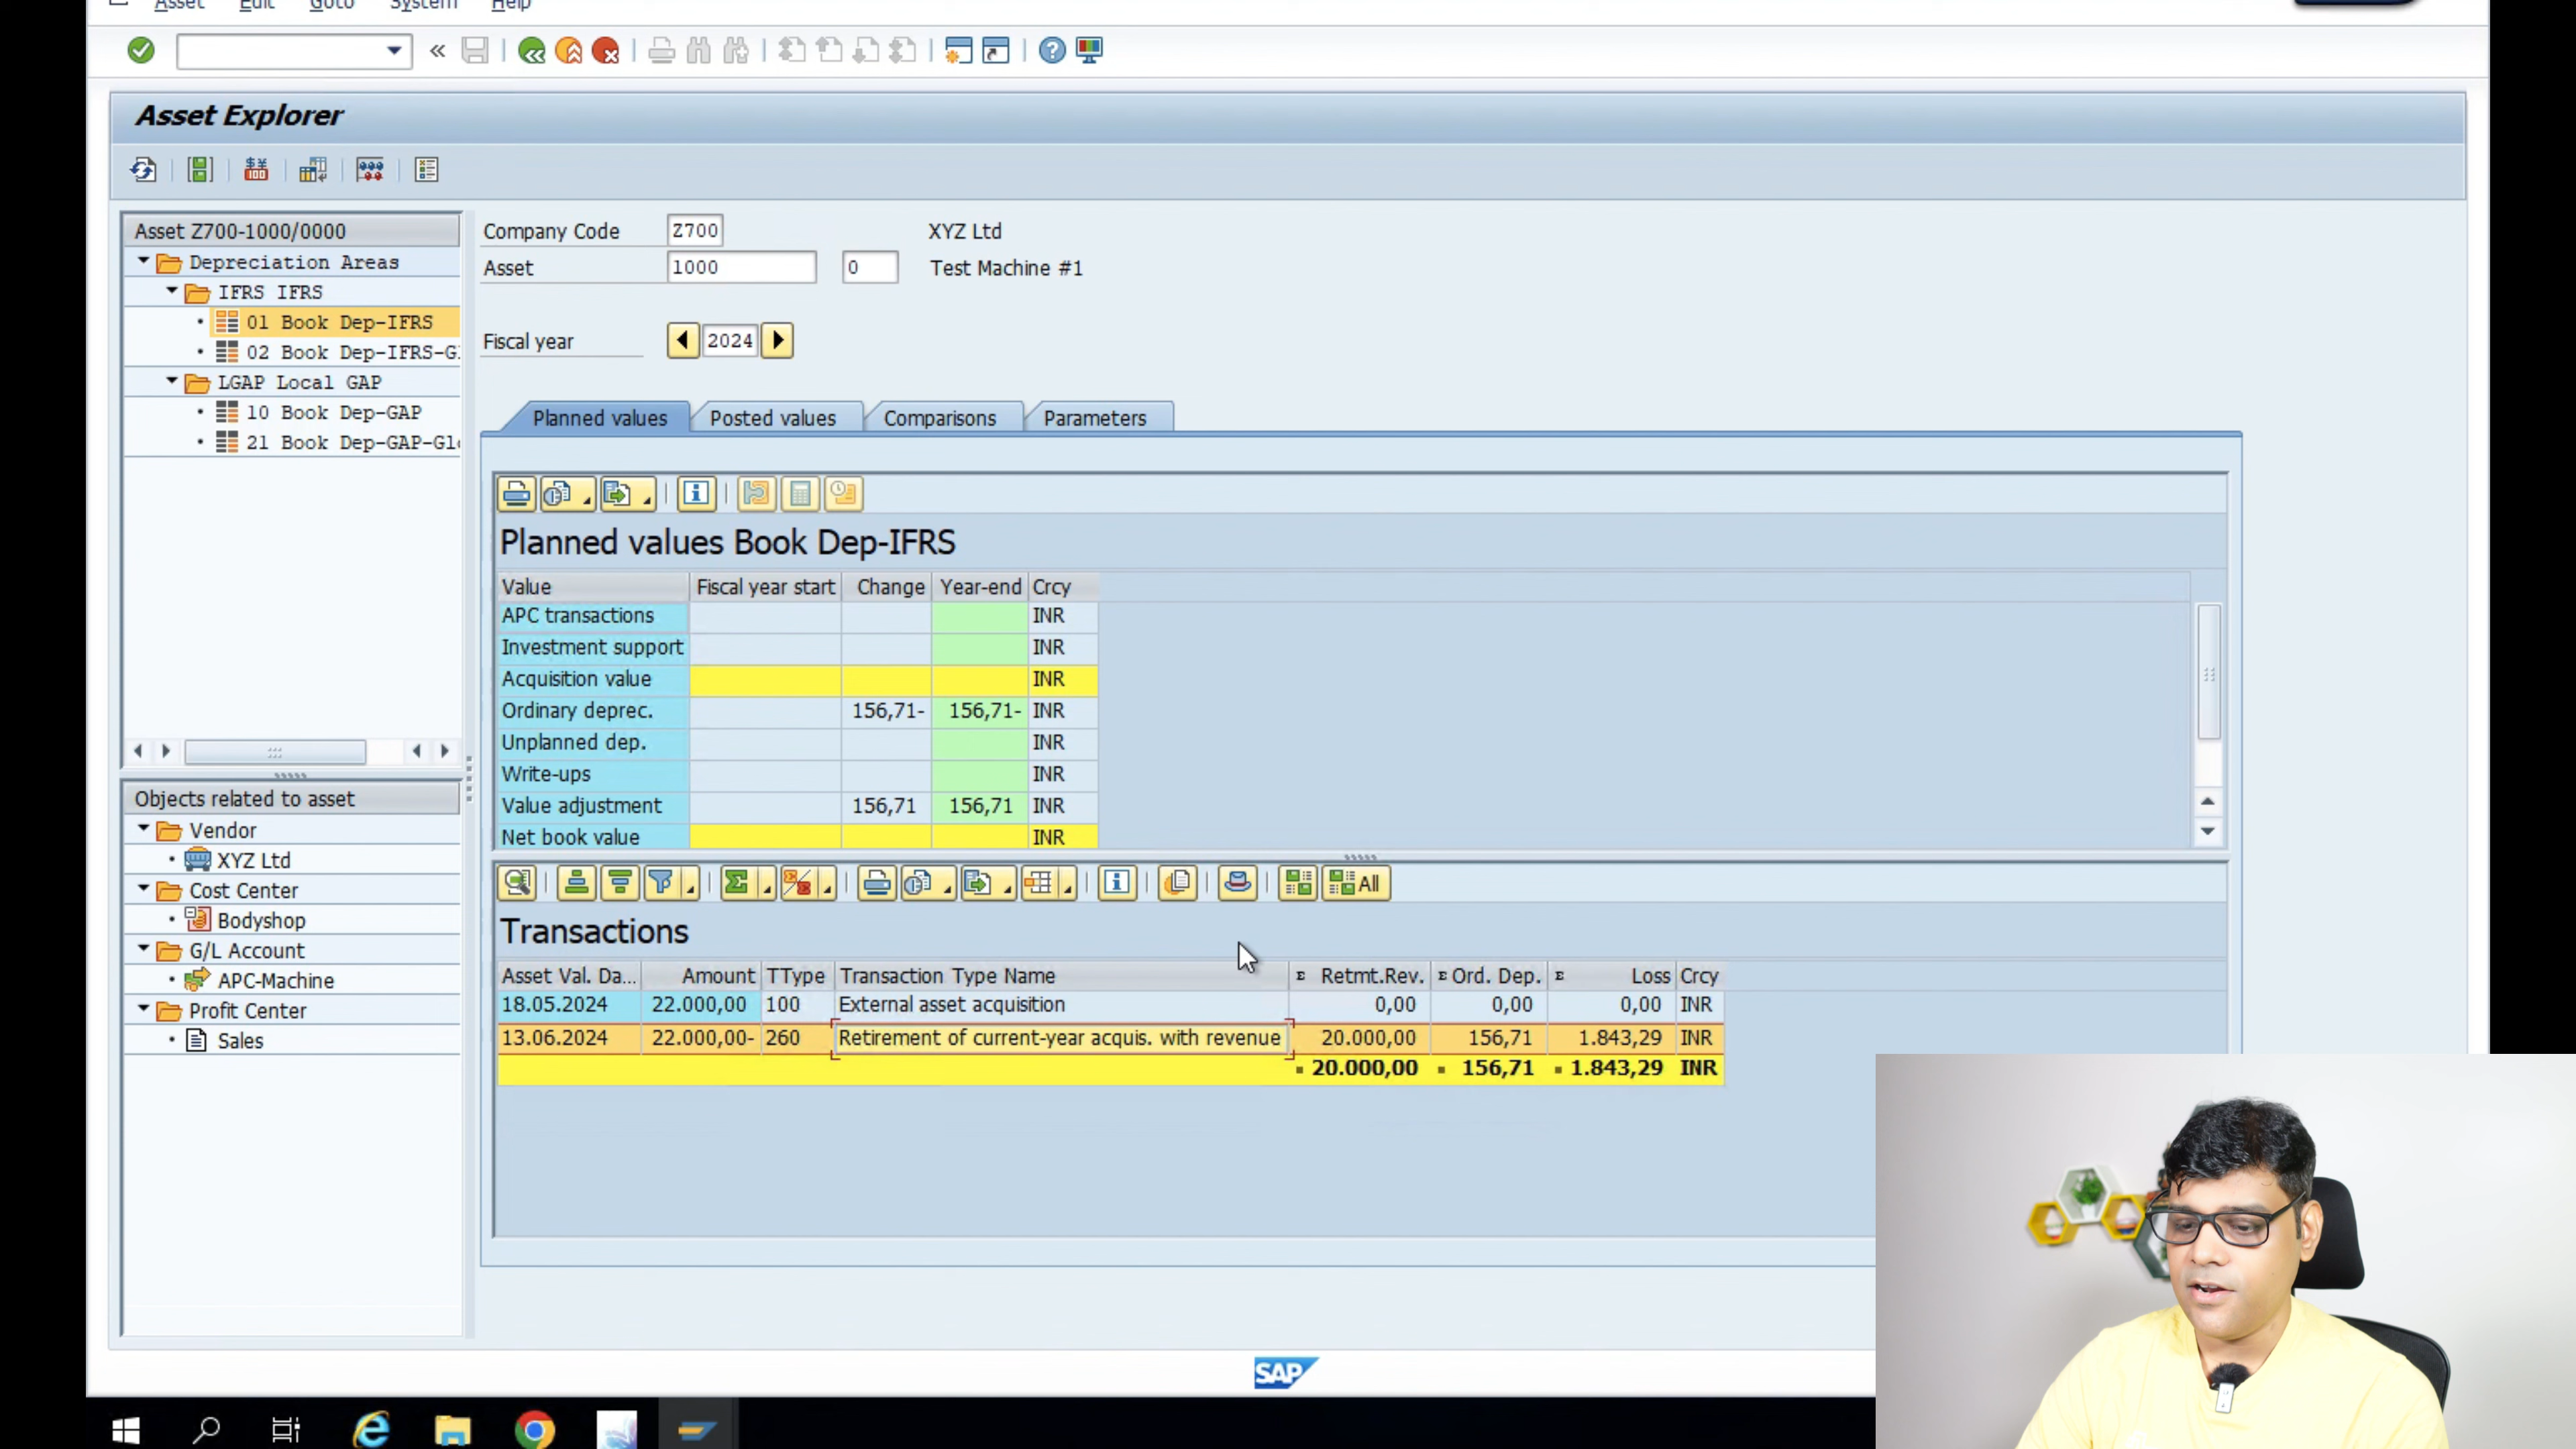 Asset Edit Goto System Help
Asset Explorer
Asset Z700-1000/0000
Depreciation Areas
IFRS IFRS
01 Book Dep-IFRS
02 Book Dep-IFRS-G
LGAP Local GAP
10 Book Dep-GAP
21 Book Dep-GAP-Gl
Objects related to asset
Vendor
XYZ Ltd
Cost Center
Bodyshop
G/L Account
APC-Machine
Profit Center
Sales
Company Code Z700 XYZ Ltd
Asset 1000 0 Test Machine #1
Fiscal year 2024
Planned values Posted values Comparisons Parameters
Planned values Book Dep-IFRS
Value Fiscal year start Change Year-end Crcy
APC transactions INR
Investment support INR
Acquisition value INR
Ordinary deprec. 156,71- 156,71- INR
Unplanned dep. INR
Write-ups INR
Value adjustment 156,71 156,71 INR
Net book value INR
All
Transactions
Asset Val. Da... Amount TType Transaction Type Name Σ Retmt.Rev. Σ Ord. Dep. Σ Loss Crcy
18.05.2024 22.000,00 100 External asset acquisition 0,00 0,00 0,00 INR
13.06.2024 22.000,00- 260 Retirement of current-year acquis. with revenue 20.000,00 156,71 1.843,29 INR
▪ 20.000,00 ▪ 156,71 ▪ 1.843,29 INR
SAP